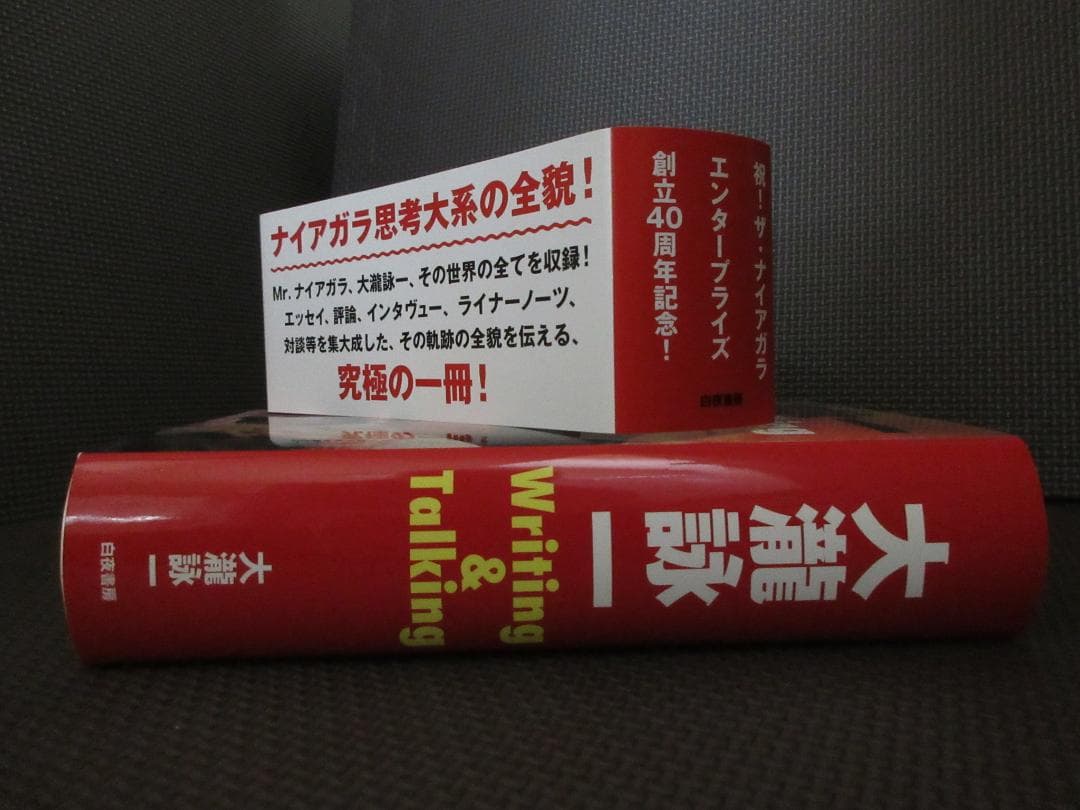 ナイアガラ思考大系の全貌！
Mr.ナイアガラ、大瀧詠一、その世界の全てを収録！
エッセイ、評論、インタヴュー、ライナーノーツ、
対談等を集大成した、その軌跡の全貌を伝える、
究極の一冊！
祝！ザ・ナイアガラ
エンタープライズ
創立40周年記念！
白夜書房
大瀧詠一
Writing
&
Talking
大瀧詠一
白夜書房